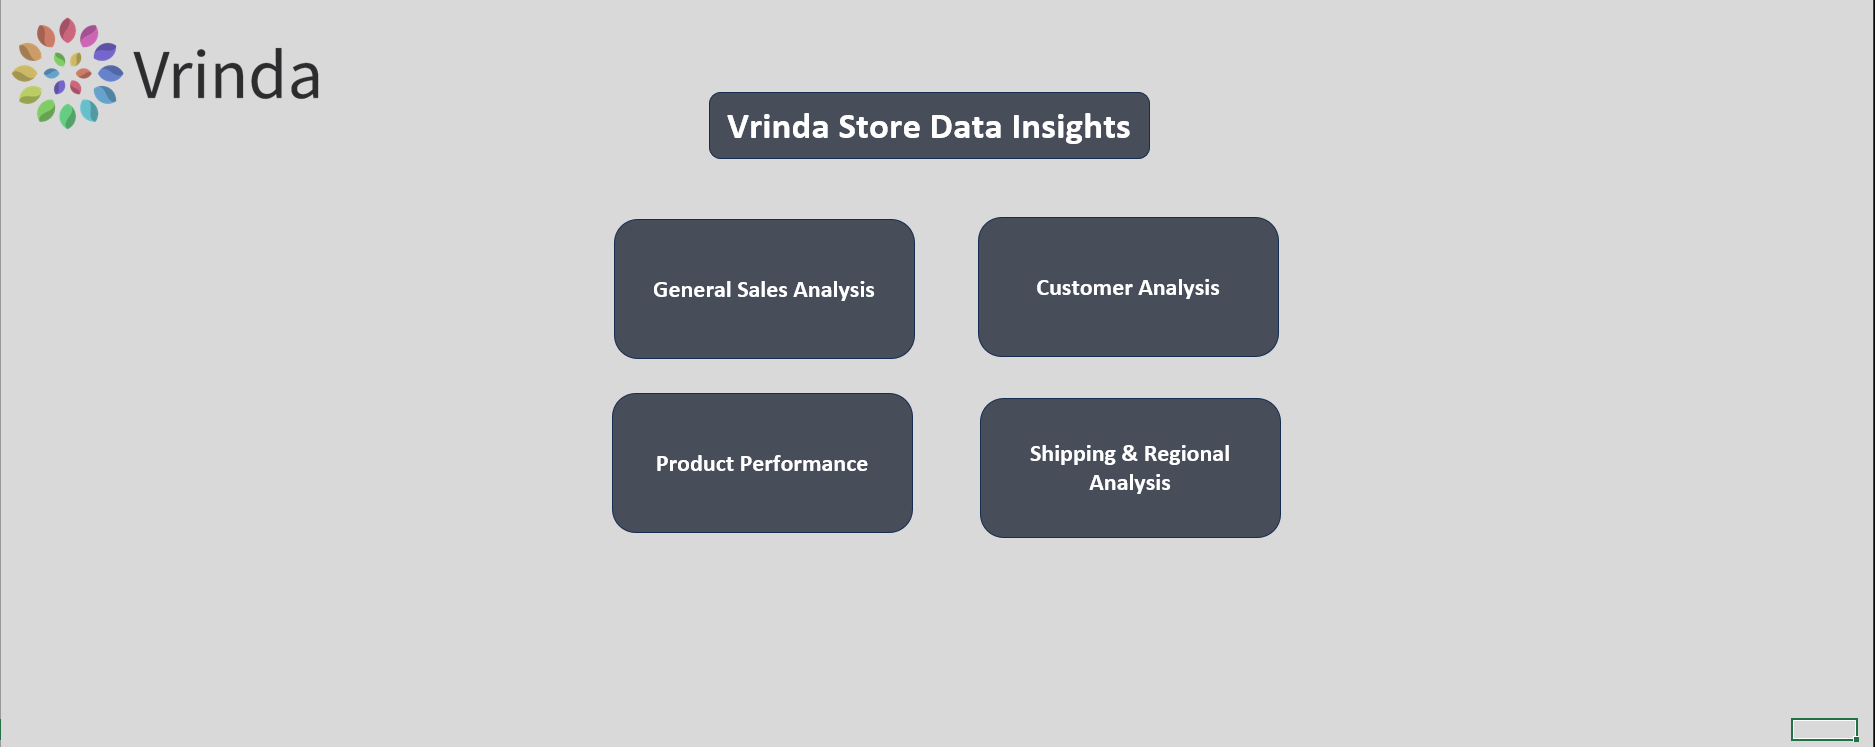 Vrinda
Vrinda Store Data Insights
General Sales Analysis
Customer Analysis
Product Performance
Shipping & Regional
Analysis